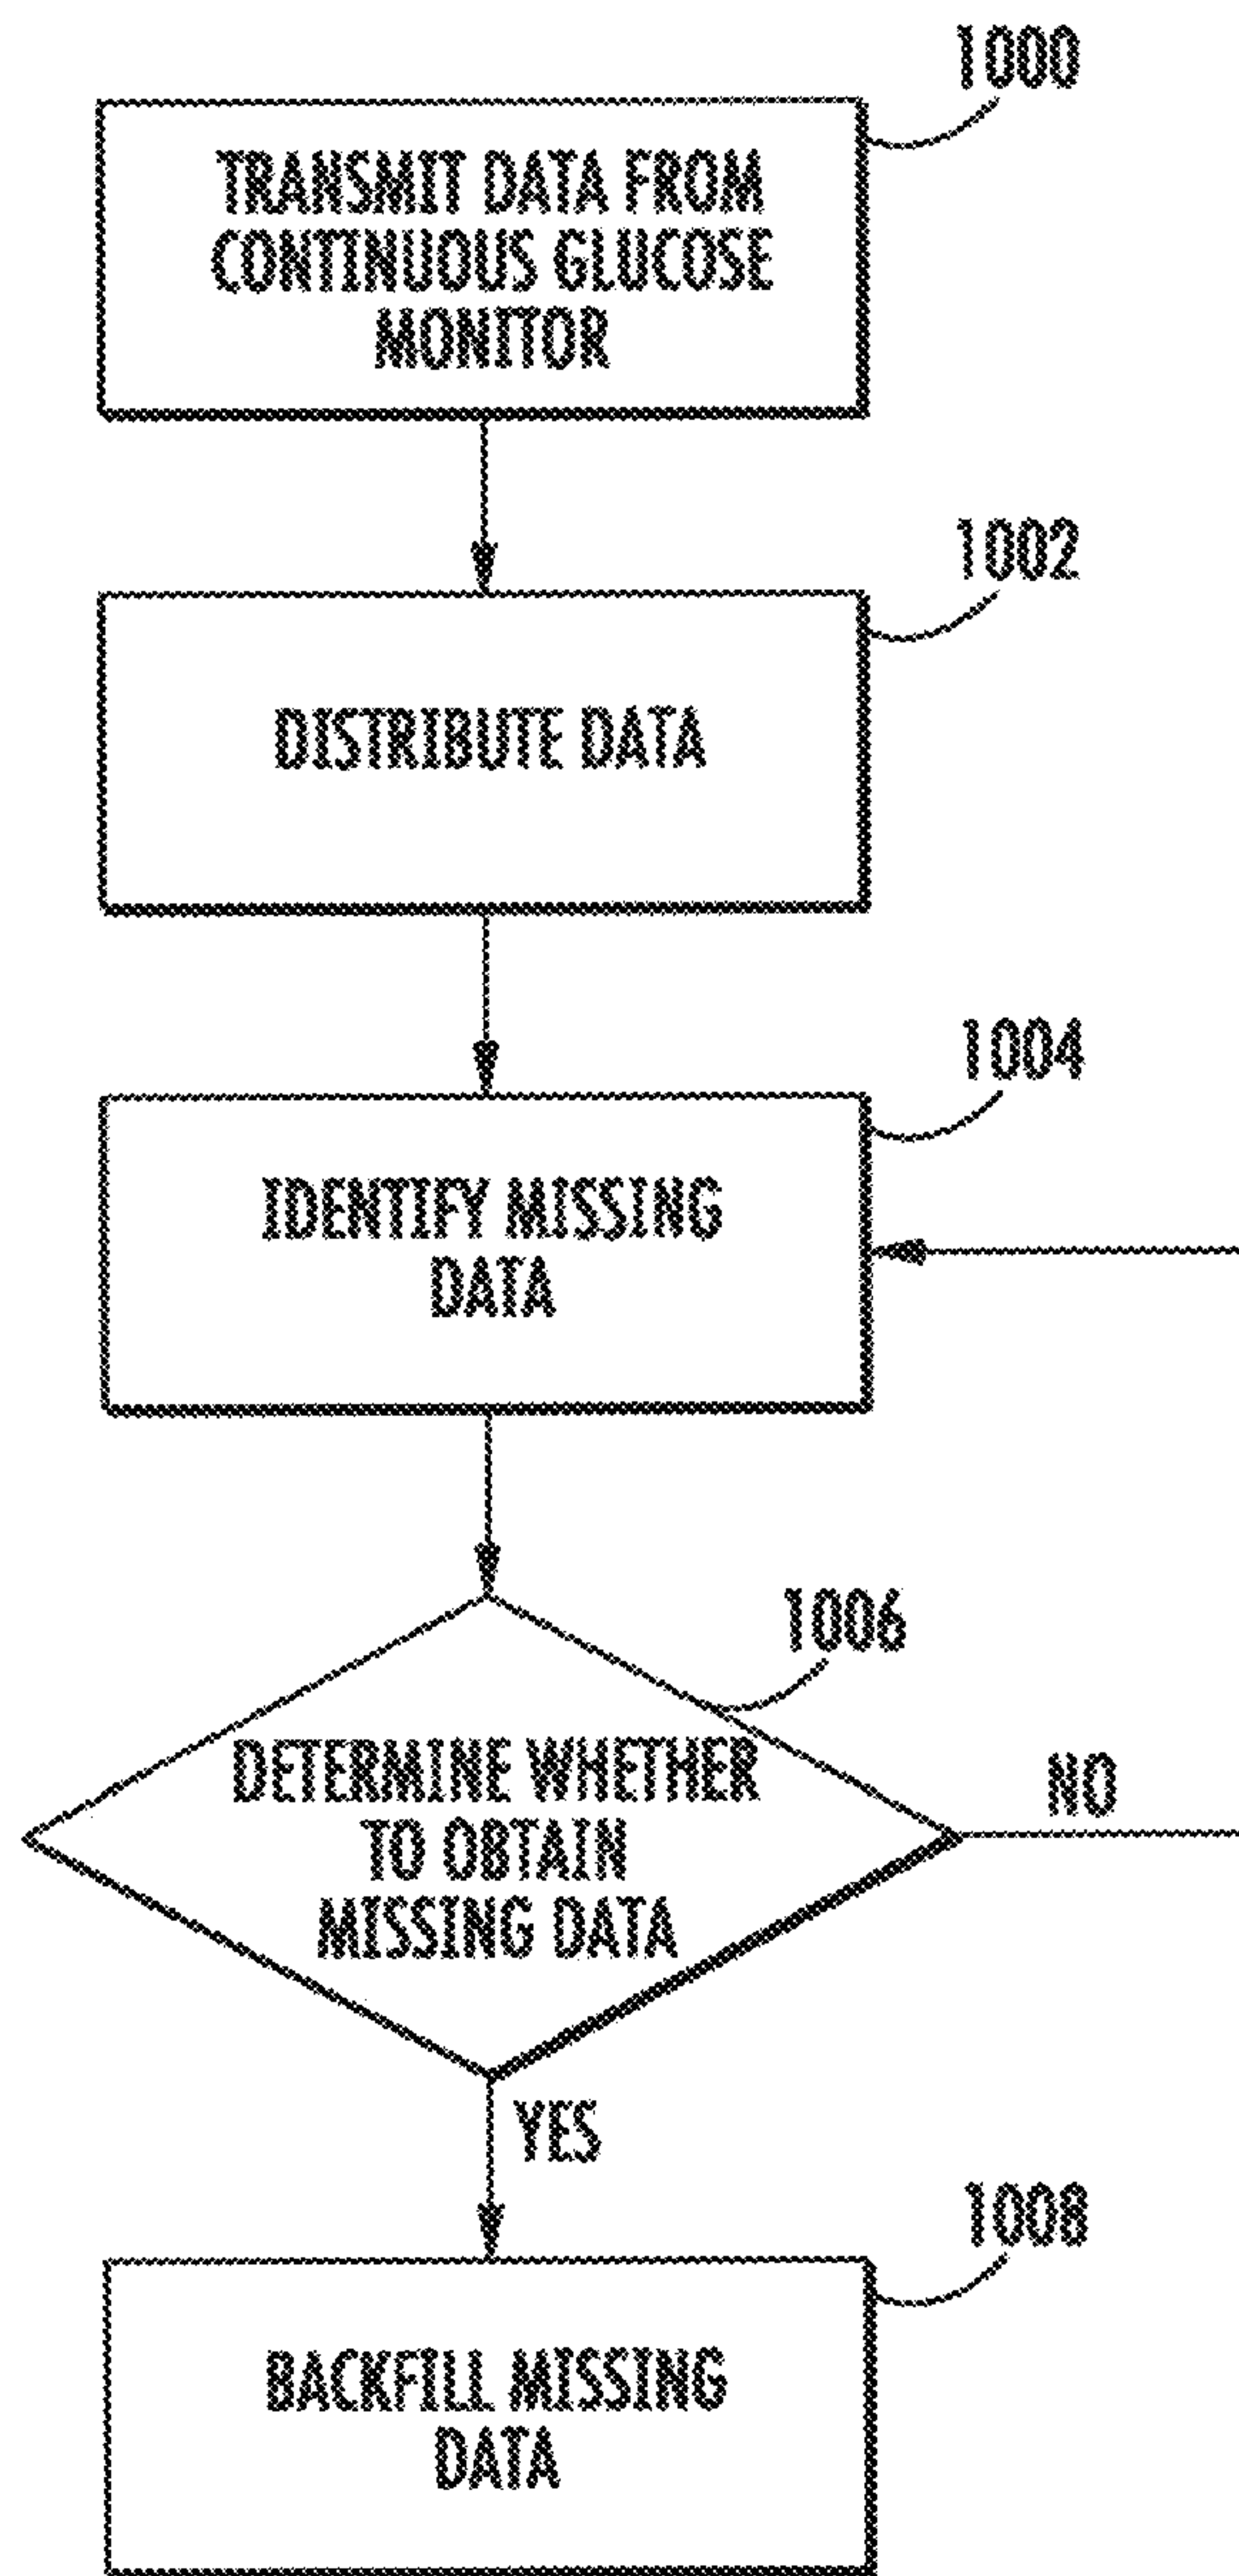 1000
TRANSMIT DATA FROM
CONTINUOUS GLUCOSE
MONITOR
1002
DISTRIBUTE DATA
1004
IDENTIFY MISSING
DATA
1006
DETERMINE WHETHER
TO OBTAIN
MISSING DATA
NO
YES
1008
BACKFILL MISSING
DATA